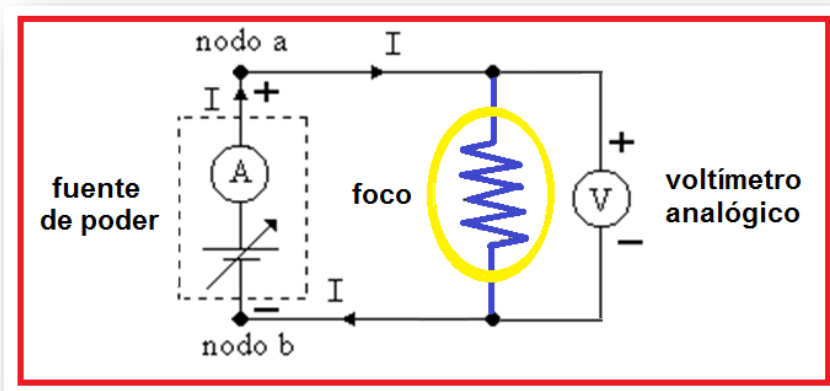 nodo a
I
I +
A
fuente
de poder
foco
+
V
−
voltímetro
analógico
−
I
nodo b